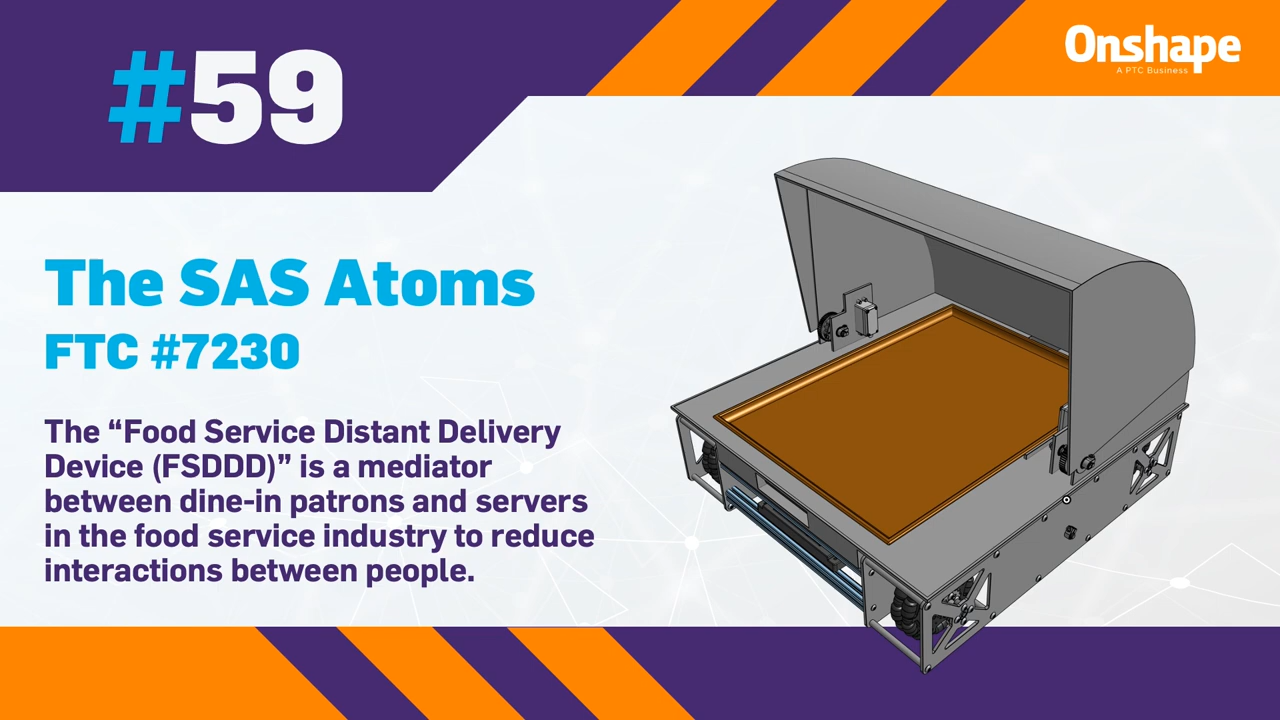 #59
Onshape
A PTC Business
The SAS Atoms
FTC #7230
The “Food Service Distant Delivery
Device (FSDDD)” is a mediator
between dine-in patrons and servers
in the food service industry to reduce
interactions between people.